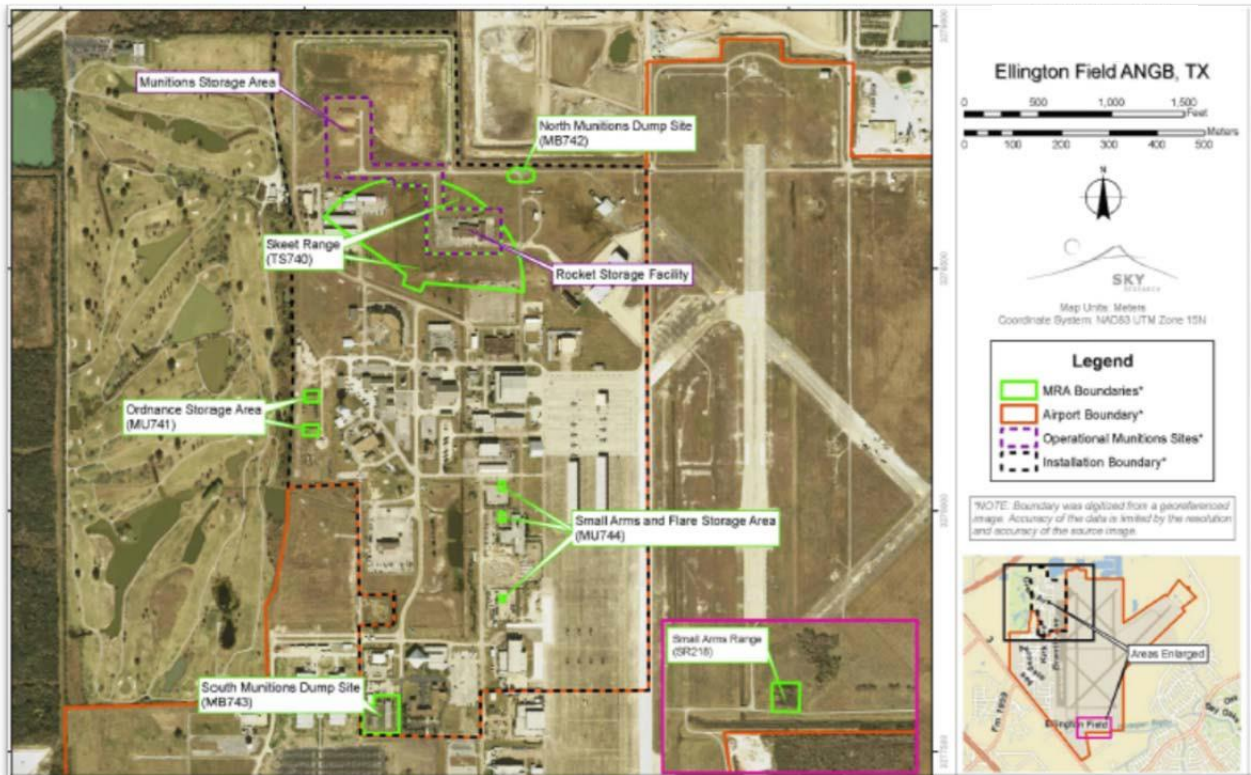 Munitions Storage Area
North Munitions Dump Site
(MB742)
Skeet Range
(TS740)
Rocket Storage Facility
Ordnance Storage Area
(MU741)
Small Arms and Flare Storage Area
(MU744)
South Munitions Dump Site
(MB743)
Small Arms Range
(SR218)
Ellington Field ANGB, TX
0 500 1,000 1,500
Feet
Meters
0 100 200 300 400 500
N
SKY
Map Units: Meters
Coordinate System: NAD83 UTM Zone 15N
Legend
MRA Boundaries*
Airport Boundary*
Operational Munitions Sites*
Installation Boundary*
*NOTE: Boundary was digitized from a georeferenced
image. Accuracy of the data is limited by the resolution
and accuracy of the source image.
Areas Enlarged
Ellington Field